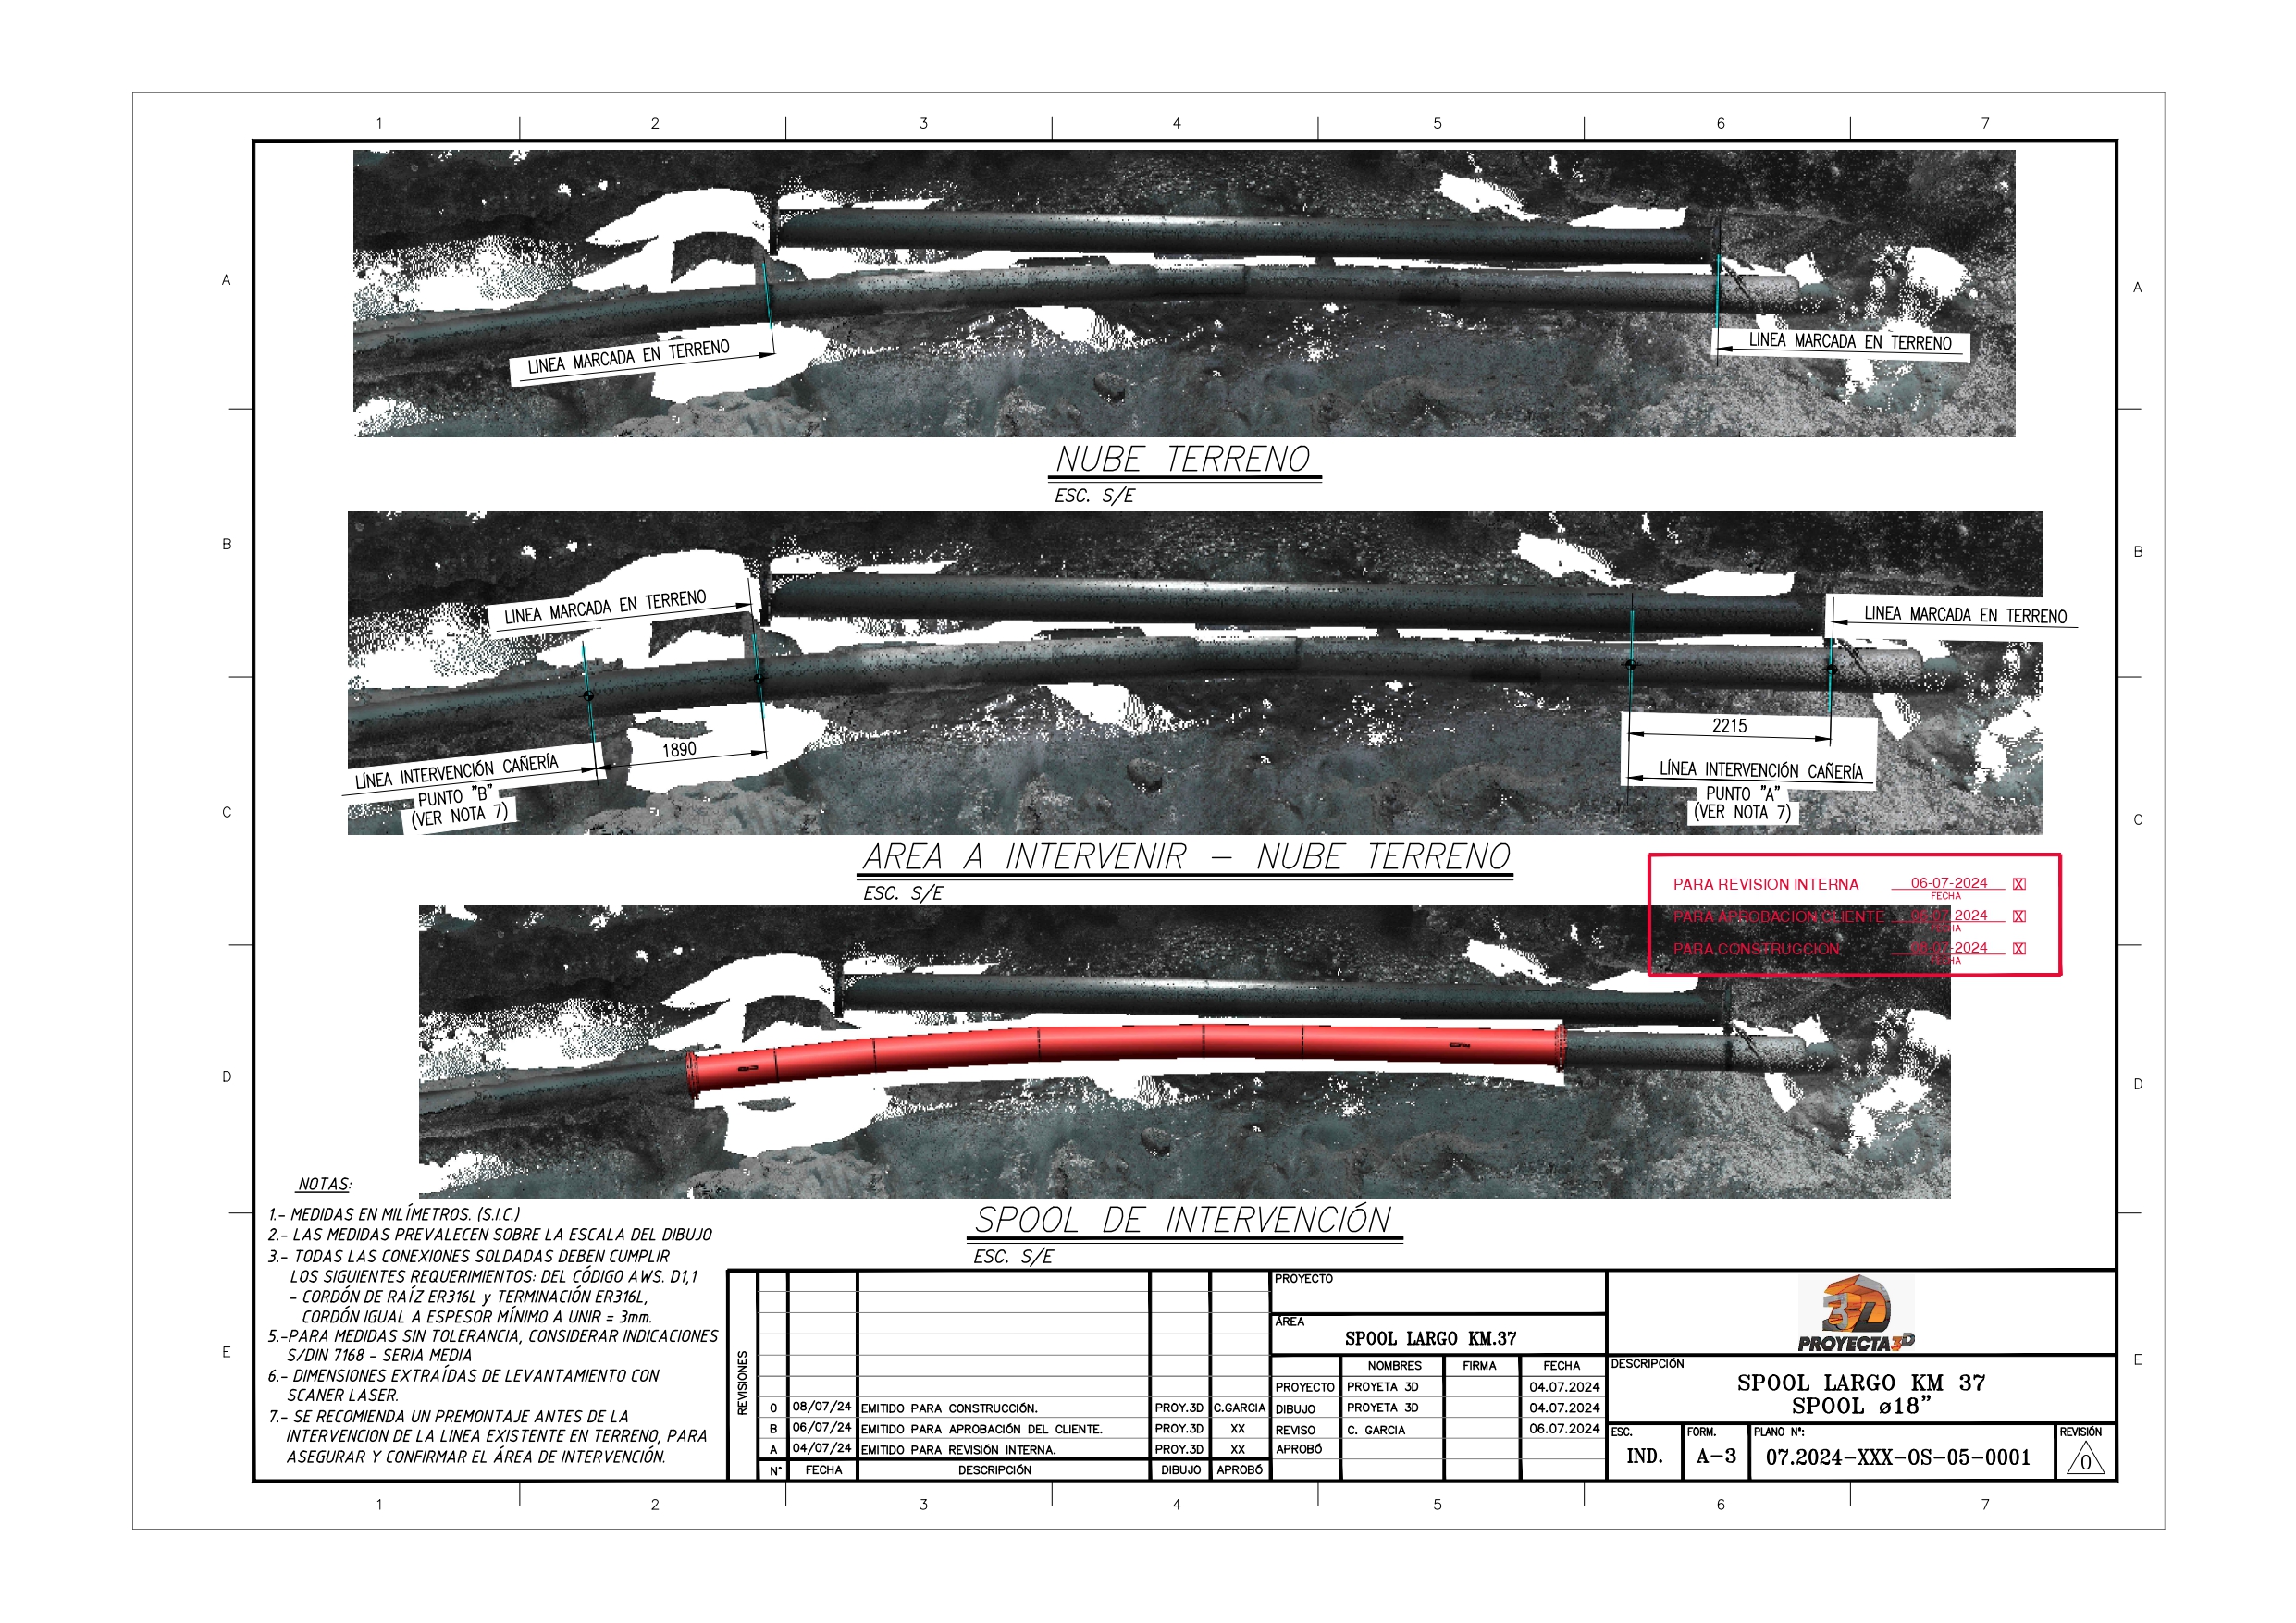 1 2 3 4 5 6 7
A A
LINEA MARCADA EN TERRENO
LINEA MARCADA EN TERRENO
NUBE TERRENO
ESC. S/E
B B
LINEA MARCADA EN TERRENO
LINEA MARCADA EN TERRENO
1890
2215
LÍNEA INTERVENCIÓN CAÑERÍA
PUNTO "B"
(VER NOTA 7)
LÍNEA INTERVENCIÓN CAÑERÍA
PUNTO "A"
(VER NOTA 7)
C C
AREA A INTERVENIR - NUBE TERRENO
ESC. S/E
PARA REVISION INTERNA 06-07-2024 X
FECHA
PARA APROBACION CLIENTE X
FECHA
PARA CONSTRUCCION 08-07-2024 X
FECHA
D D
SPOOL DE INTERVENCIÓN
ESC. S/E
NOTAS:
1.- MEDIDAS EN MILÍMETROS. (S.I.C.)
2.- LAS MEDIDAS PREVALECEN SOBRE LA ESCALA DEL DIBUJO
3.- TODAS LAS CONEXIONES SOLDADAS DEBEN CUMPLIR
LOS SIGUIENTES REQUERIMIENTOS: DEL CÓDIGO AWS. D1,1
- CORDÓN DE RAÍZ ER316L y TERMINACIÓN ER316L,
CORDÓN IGUAL A ESPESOR MÍNIMO A UNIR = 3mm.
5.-PARA MEDIDAS SIN TOLERANCIA, CONSIDERAR INDICACIONES
S/DIN 7168 - SERIA MEDIA
6.- DIMENSIONES EXTRAÍDAS DE LEVANTAMIENTO CON
SCANER LASER.
7.- SE RECOMIENDA UN PREMONTAJE ANTES DE LA
INTERVENCION DE LA LINEA EXISTENTE EN TERRENO, PARA
ASEGURAR Y CONFIRMAR EL ÁREA DE INTERVENCIÓN.
E E
REVISIONES
0 08/07/24 EMITIDO PARA CONSTRUCCIÓN. PROY.3D C.GARCIA
B 06/07/24 EMITIDO PARA APROBACIÓN DEL CLIENTE. PROY.3D XX
A 04/07/24 EMITIDO PARA REVISIÓN INTERNA. PROY.3D XX
N° FECHA DESCRIPCIÓN DIBUJO APROBÓ
PROYECTO
ÁREA
SPOOL LARGO KM.37
NOMBRES FIRMA FECHA
PROYECTO PROYETA 3D 04.07.2024
DIBUJO PROYETA 3D 04.07.2024
REVISO C. GARCIA 06.07.2024
APROBÓ
3D
PROYECTA3D
DESCRIPCIÓN
SPOOL LARGO KM 37
SPOOL ø18"
ESC. FORM. PLANO N°: REVISIÓN
IND. A-3 07.2024-XXX-OS-05-0001 0
1 2 3 4 5 6 7